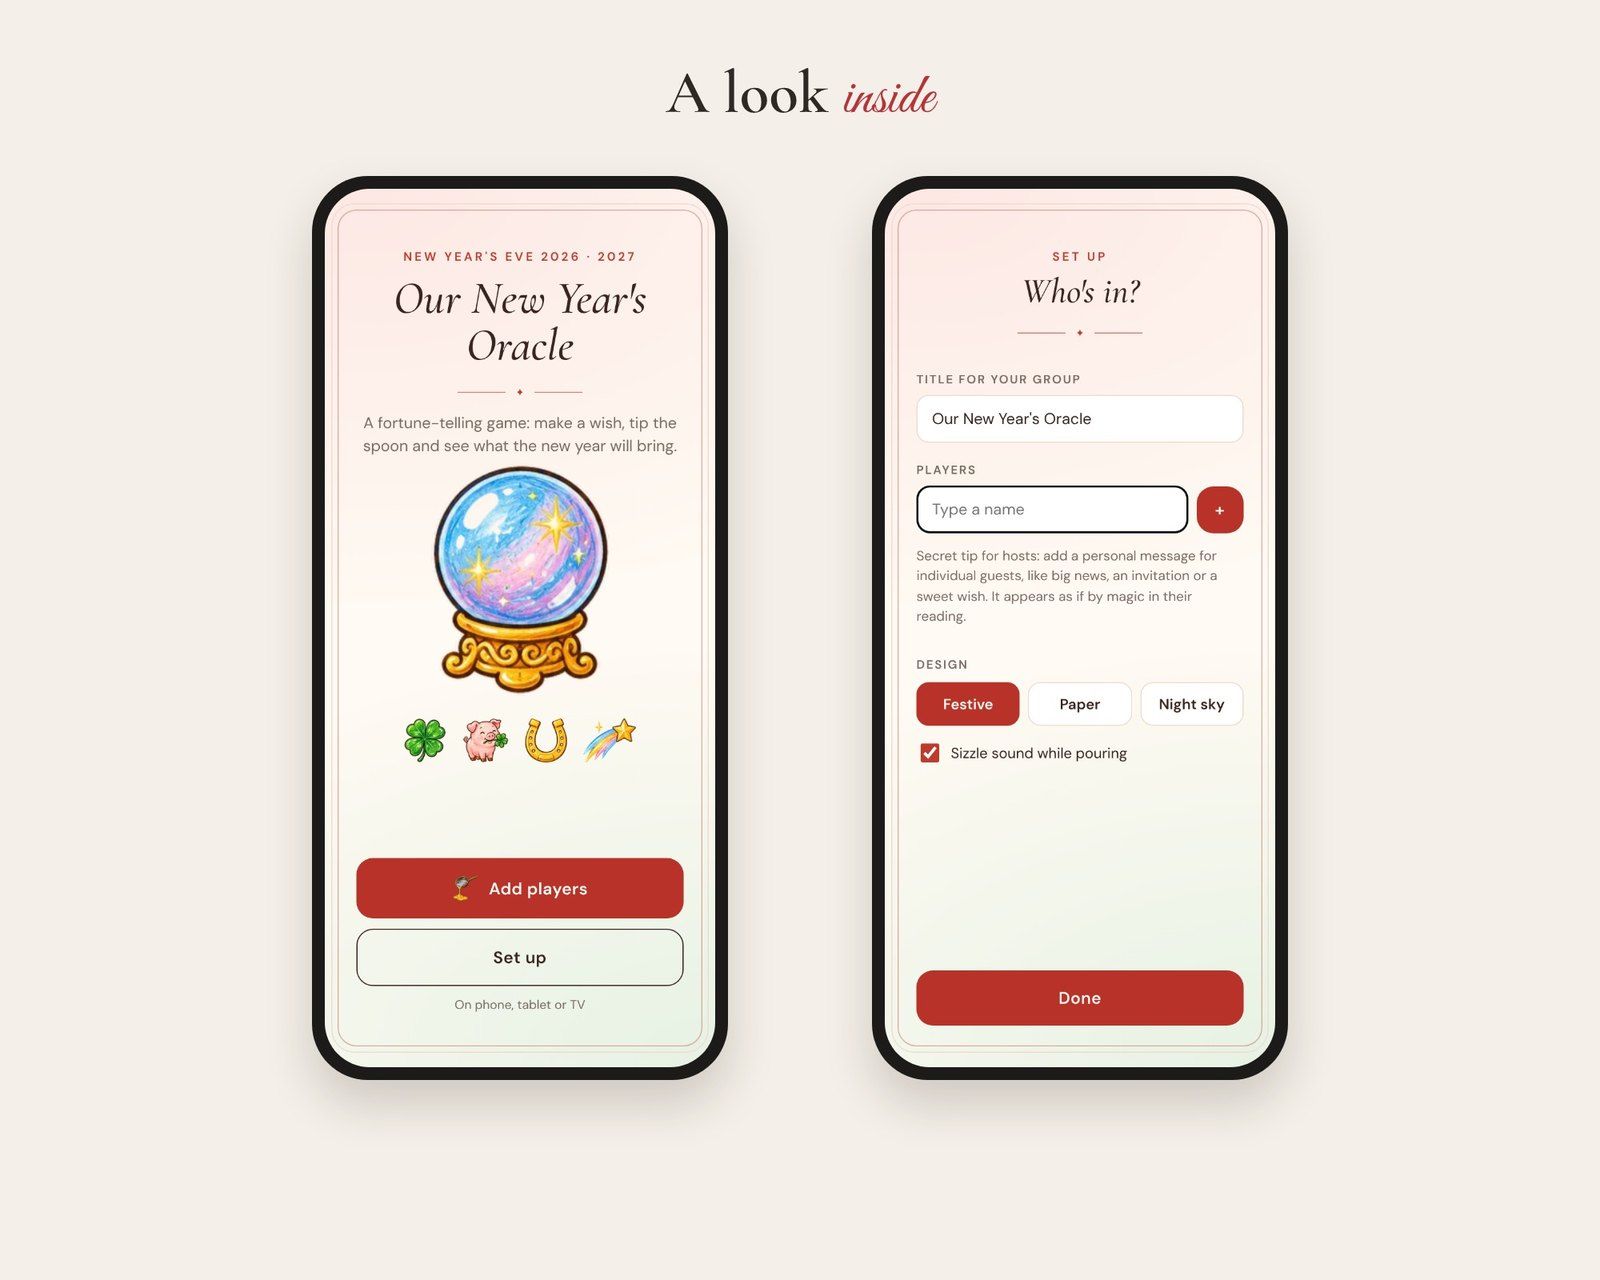 A look inside
NEW YEAR'S EVE 2026 · 2027
Our New Year's
Oracle
A fortune-telling game: make a wish, tip the
spoon and see what the new year will bring.
Add players
Set up
On phone, tablet or TV
SET UP
Who's in?
TITLE FOR YOUR GROUP
Our New Year's Oracle
PLAYERS
Type a name
+
Secret tip for hosts: add a personal message for
individual guests, like big news, an invitation or a
sweet wish. It appears as if by magic in their
reading.
DESIGN
Festive Paper Night sky
Sizzle sound while pouring
Done